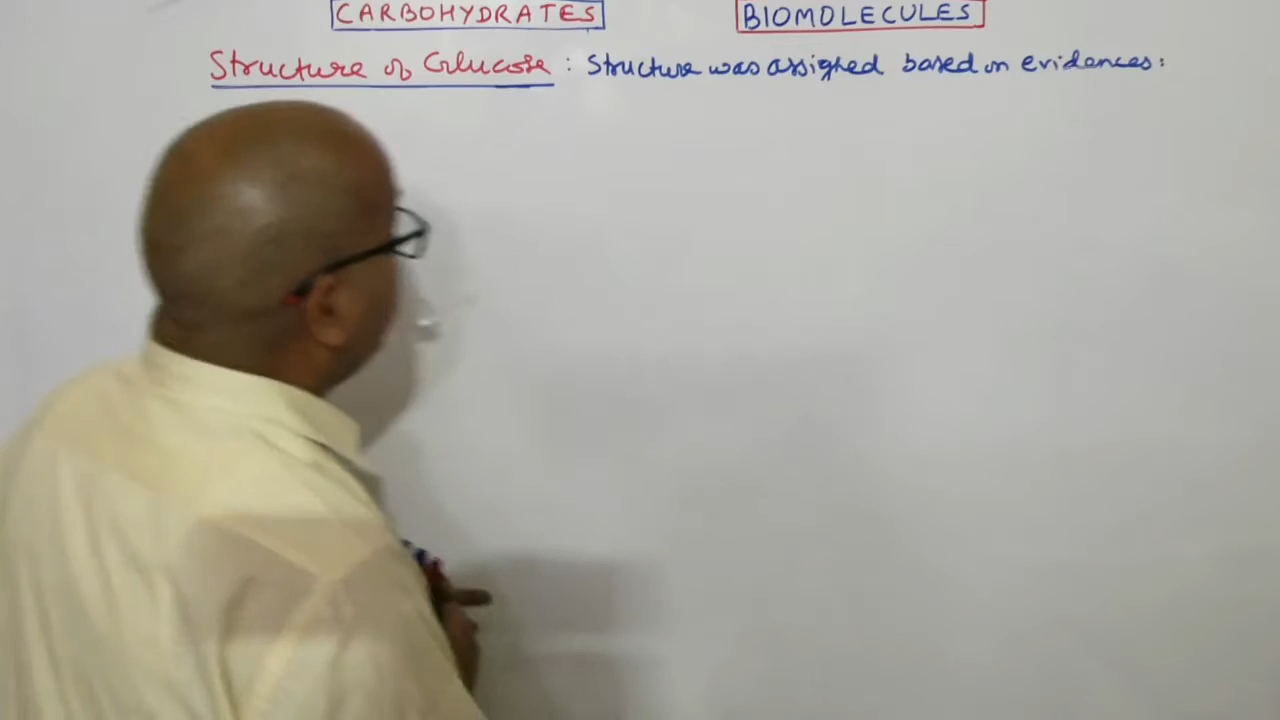 CARBOHYDRATES BIOMOLECULES
Structure of Glucose : Structure was assigned based on evidences :